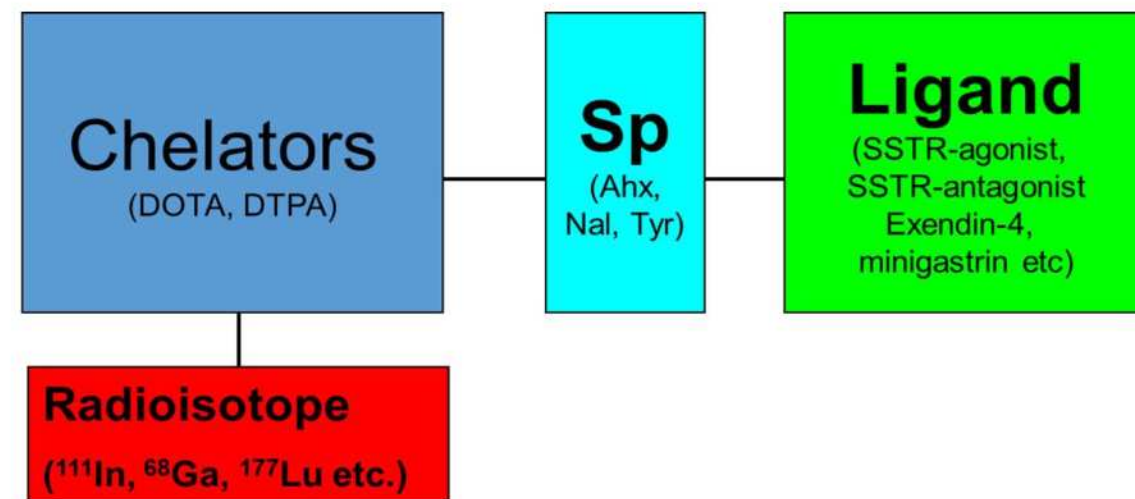 Chelators
(DOTA, DTPA)
Sp
(Ahx,
Nal, Tyr)
Ligand
(SSTR-agonist,
SSTR-antagonist
Exendin-4,
minigastrin etc)
Radioisotope
(¹¹¹In, ⁶⁸Ga, ¹⁷⁷Lu etc.)